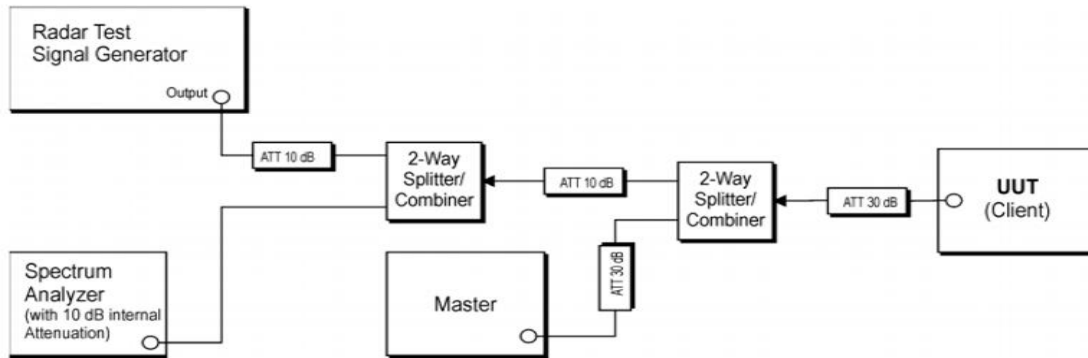 Radar Test
Signal Generator
Output
ATT 10 dB
2-Way
Splitter/
Combiner
ATT 10 dB
2-Way
Splitter/
Combiner
ATT 30 dB
UUT
(Client)
Spectrum
Analyzer
(with 10 dB internal
Attenuation)
Master
ATT 30 dB